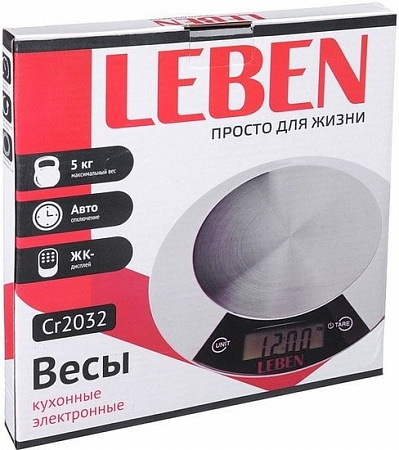 LEBEN
ПРОСТО ДЛЯ ЖИЗНИ
5 кг
максимальный вес
Авто
отключение
ЖК-
дисплей
Cr2032
Весы
кухонные
электронные
UNIT
1200
TARE
LEBEN